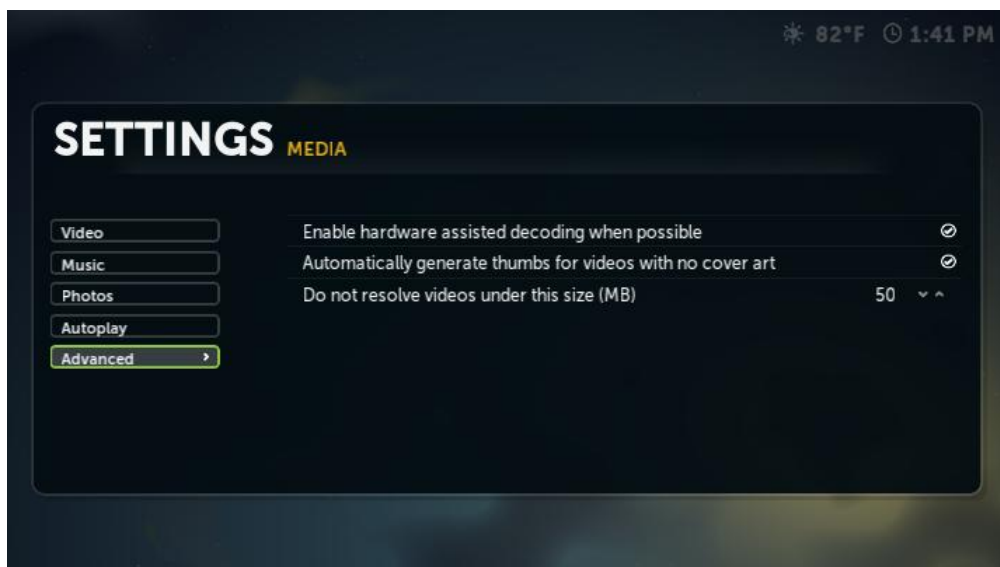 82°F 1:41 PM
SETTINGS MEDIA
Video
Music
Photos
Autoplay
Advanced
Enable hardware assisted decoding when possible
Automatically generate thumbs for videos with no cover art
Do not resolve videos under this size (MB) 50